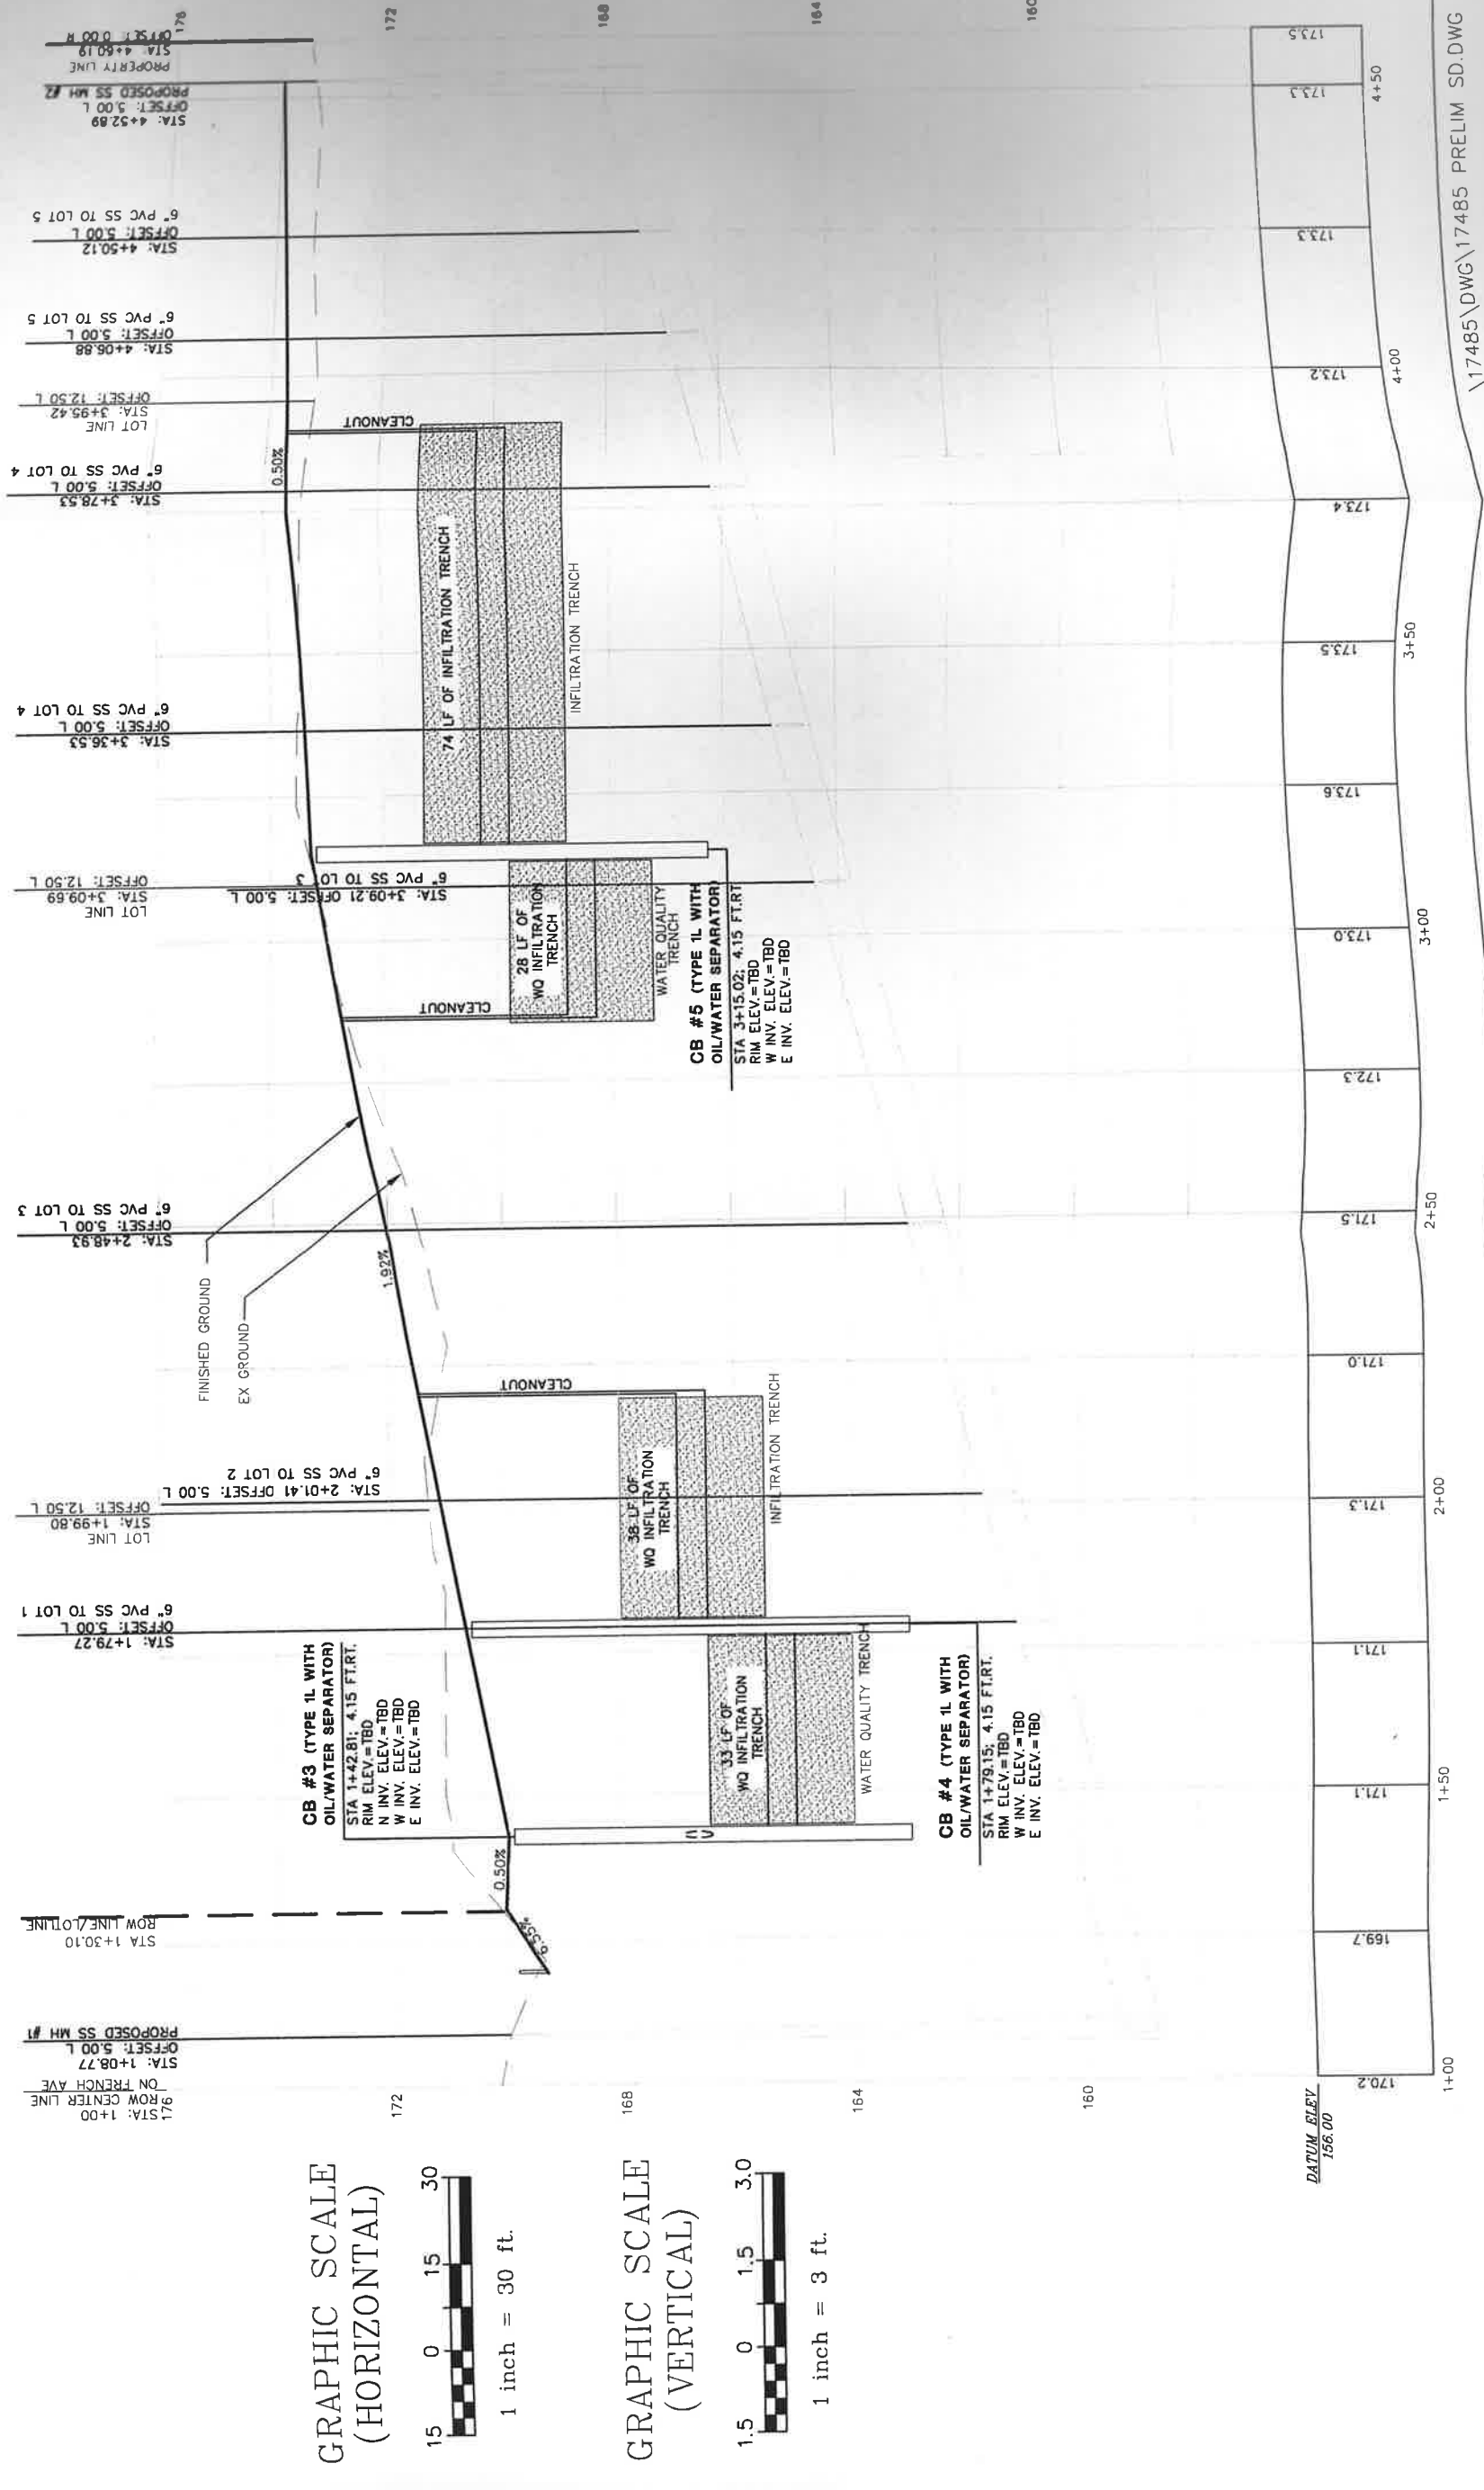 GRAPHIC SCALE
(HORIZONTAL)
15
0
15
30
1 inch = 30 ft.
GRAPHIC SCALE
(VERTICAL)
1.5
0
1.5
3.0
1 inch = 3 ft.
STA: 1+00
ROW CENTER LINE
ON FRENCH AVE
STA: 1+08.77
OFFSET: 5.00 L
PROPOSED SS MH #1
STA 1+30.10
ROW LINE/LOTLINE
STA: 1+79.27
OFFSET: 5.00 L
6" PVC SS TO LOT 1
LOT LINE
STA: 1+99.80
OFFSET: 12.50 L
STA: 2+01.41 OFFSET: 5.00 L
6" PVC SS TO LOT 2
STA: 2+48.93
OFFSET: 5.00 L
6" PVC SS TO LOT 3
LOT LINE
STA: 3+09.69
OFFSET: 12.50 L
STA: 3+09.21 OFFSET: 5.00 L
6" PVC SS TO LOT 3
STA: 3+36.53
OFFSET: 5.00 L
6" PVC SS TO LOT 4
STA: 3+78.53
OFFSET: 5.00 L
6" PVC SS TO LOT 4
LOT LINE
STA: 3+95.42
OFFSET: 12.50 L
STA: 4+06.88
OFFSET: 5.00 L
6" PVC SS TO LOT 5
STA: 4+50.12
OFFSET: 5.00 L
6" PVC SS TO LOT 5
STA: 4+52.89
OFFSET: 5.00 L
PROPOSED SS MH #2
PROPERTY LINE
STA: 4+60.19
OFFSET: 0.00 R
176
172
168
164
160
176
172
168
164
160
6.55%
0.50%
1.92%
0.50%
FINISHED GROUND
EX GROUND
CB #3 (TYPE 1L WITH
OIL/WATER SEPARATOR)
STA 1+42.81; 4.15 FT.RT.
RIM ELEV.=TBD
N INV. ELEV.=TBD
W INV. ELEV.=TBD
E INV. ELEV.=TBD
33 LF OF
WQ INFILTRATION
TRENCH
WATER QUALITY TRENCH
CB #4 (TYPE 1L WITH
OIL/WATER SEPARATOR)
STA 1+79.15; 4.15 FT.RT.
RIM ELEV.=TBD
W INV. ELEV.=TBD
E INV. ELEV.=TBD
38 LF OF
WQ INFILTRATION
TRENCH
INFILTRATION TRENCH
CLEANOUT
CLEANOUT
28 LF OF
WQ INFILTRATION
TRENCH
WATER QUALITY
TRENCH
CB #5 (TYPE 1L WITH
OIL/WATER SEPARATOR)
STA 3+15.02; 4.15 FT.RT
RIM ELEV.=TBD
W INV. ELEV.=TBD
E INV. ELEV.=TBD
74 LF OF INFILTRATION TRENCH
INFILTRATION TRENCH
CLEANOUT
DATUM ELEV
156.00
170.2
169.7
171.1
171.1
171.3
171.0
171.5
172.3
173.0
173.6
173.5
173.4
173.2
173.3
173.3
173.5
1+00
1+50
2+00
2+50
3+00
3+50
4+00
4+50
\17485\DWG\17485 PRELIM SD.DWG